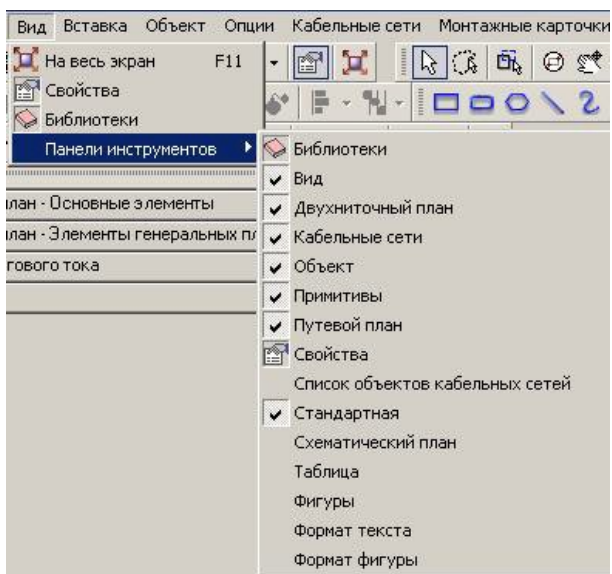 Вид Вставка Объект Опции Кабельные сети Монтажные карточки
На весь экран F11
Свойства
Библиотеки
Панели инструментов
Библиотеки
Вид
Двухниточный план
Кабельные сети
Объект
Примитивы
Путевой план
Свойства
Список объектов кабельных сетей
Стандартная
Схематический план
Таблица
Фигуры
Формат текста
Формат фигуры
лан - Основные элементы
лан - Элементы генеральных пл
гового тока